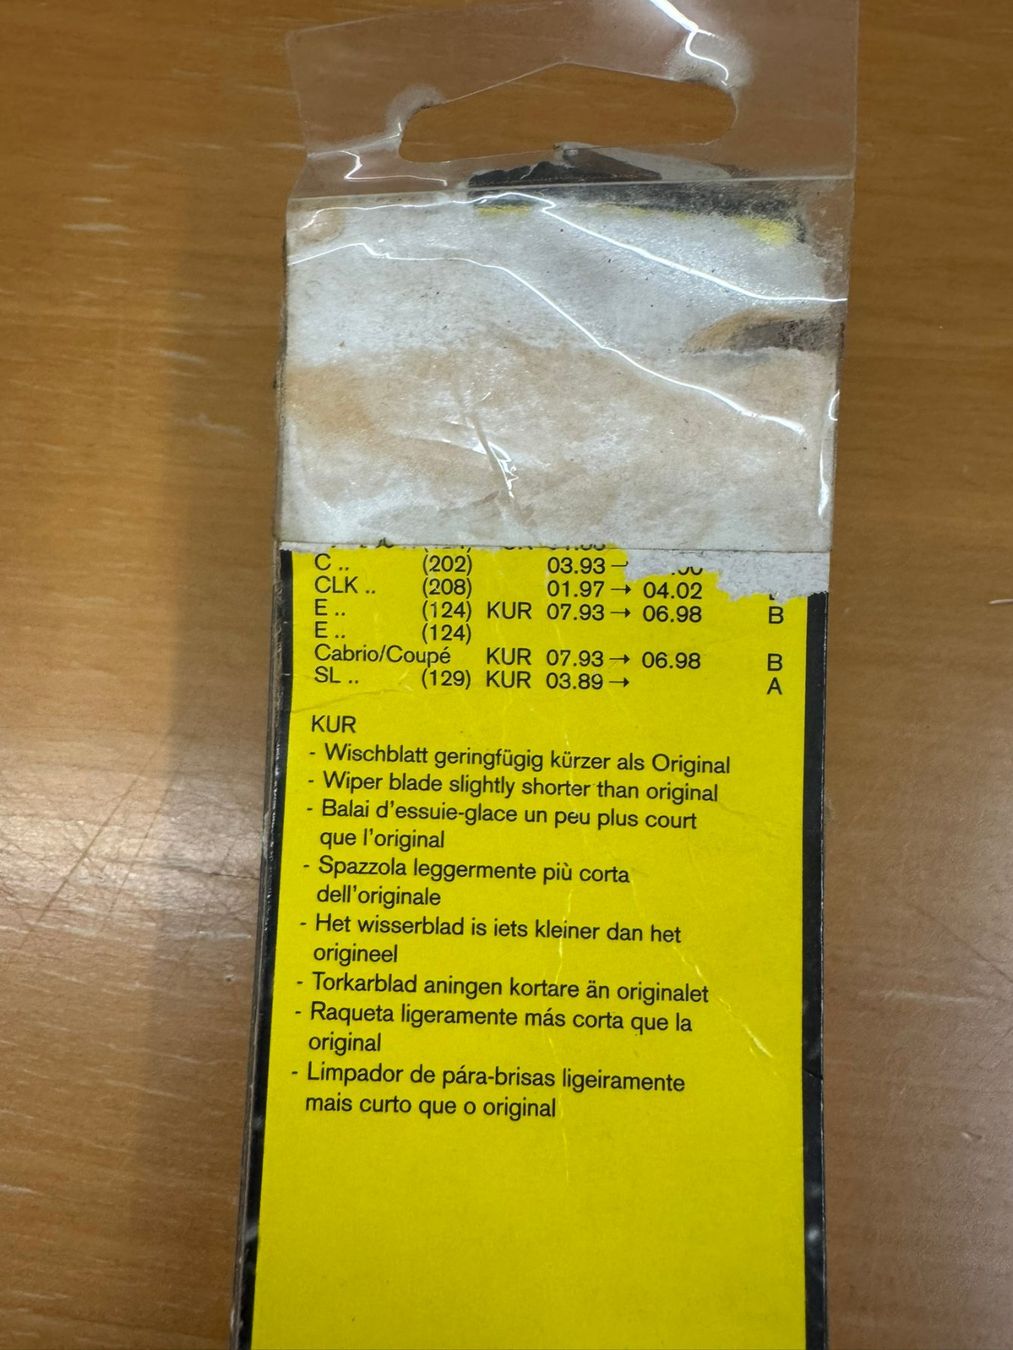 C .. (202) 03.93 →
CLK .. (208) 01.97 → 04.02
E .. (124) KUR 07.93 → 06.98 B
E .. (124)
Cabrio/Coupé KUR 07.93 → 06.98 B
SL .. (129) KUR 03.89 → A
KUR
- Wischblatt geringfügig kürzer als Original
- Wiper blade slightly shorter than original
- Balai d'essuie-glace un peu plus court
que l'original
- Spazzola leggermente più corta
dell'originale
- Het wisserblad is iets kleiner dan het
origineel
- Torkarblad aningen kortare än originalet
- Raqueta ligeramente más corta que la
original
- Limpador de pára-brisas ligeiramente
mais curto que o original